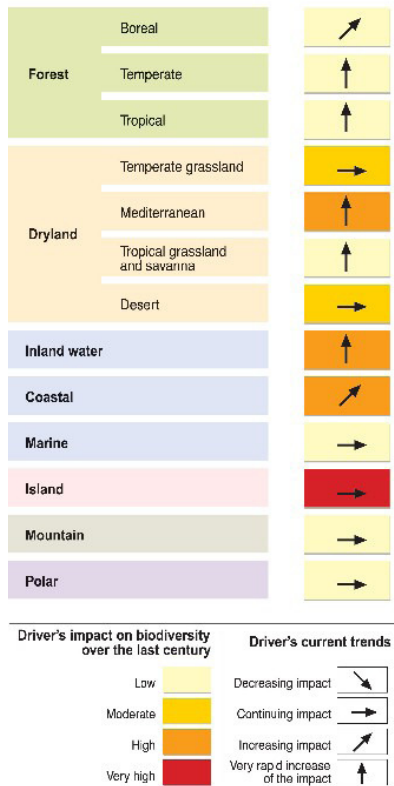 Forest
Boreal
Temperate
Tropical
Dryland
Temperate grassland
Mediterranean
Tropical grassland
and savanna
Desert
Inland water
Coastal
Marine
Island
Mountain
Polar
Driver's impact on biodiversity
over the last century
Low
Moderate
High
Very high
Driver's current trends
Decreasing impact
Continuing impact
Increasing impact
Very rapid increase
of the impact